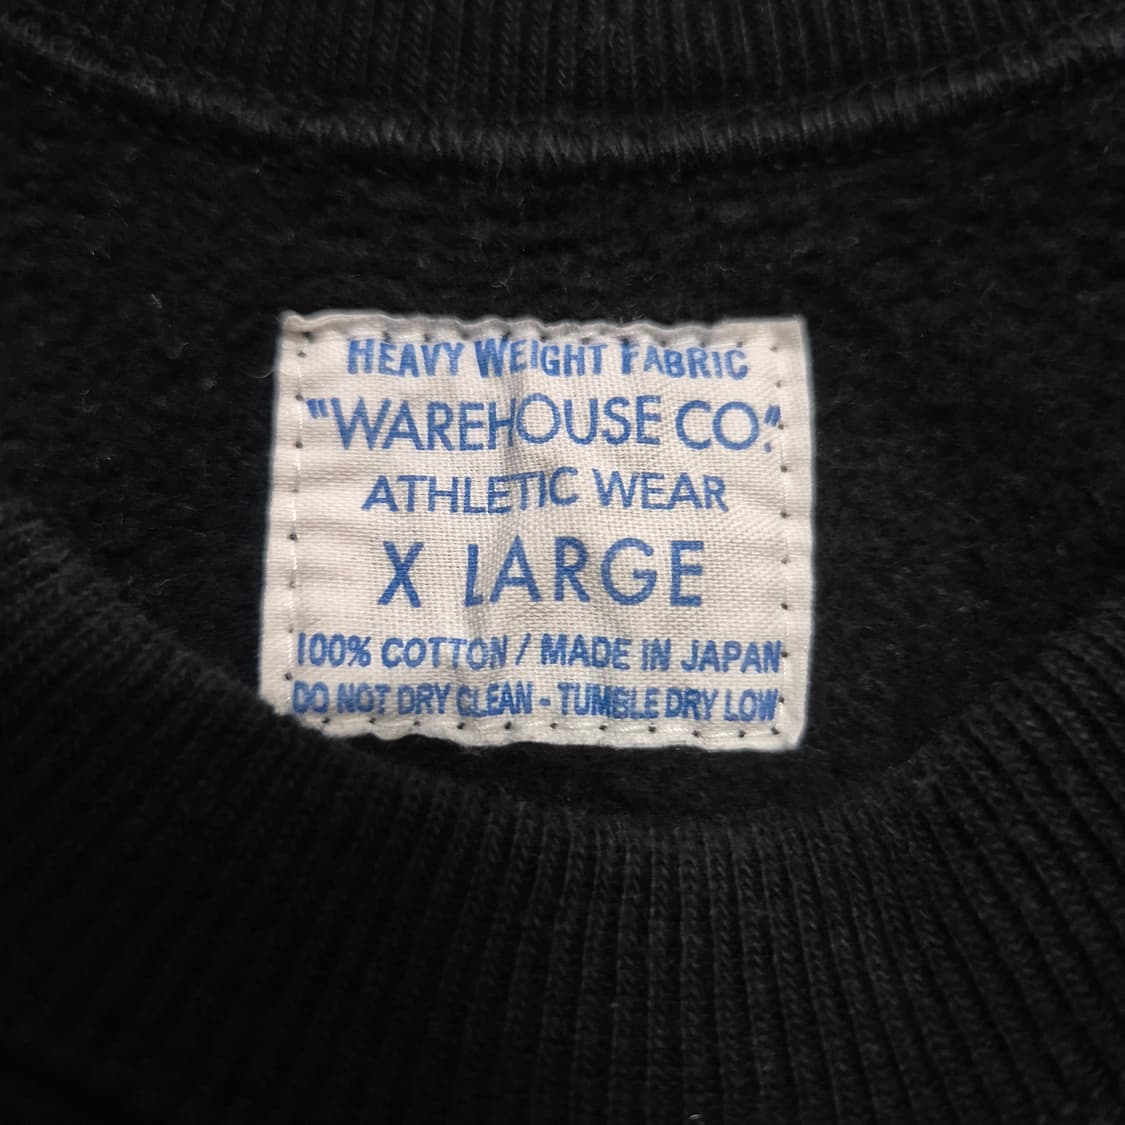 HEAVY WEIGHT FABRIC
"WAREHOUSE CO."
ATHLETIC WEAR
X LARGE
100% COTTON / MADE IN JAPAN
DO NOT DRY CLEAN - TUMBLE DRY LOW